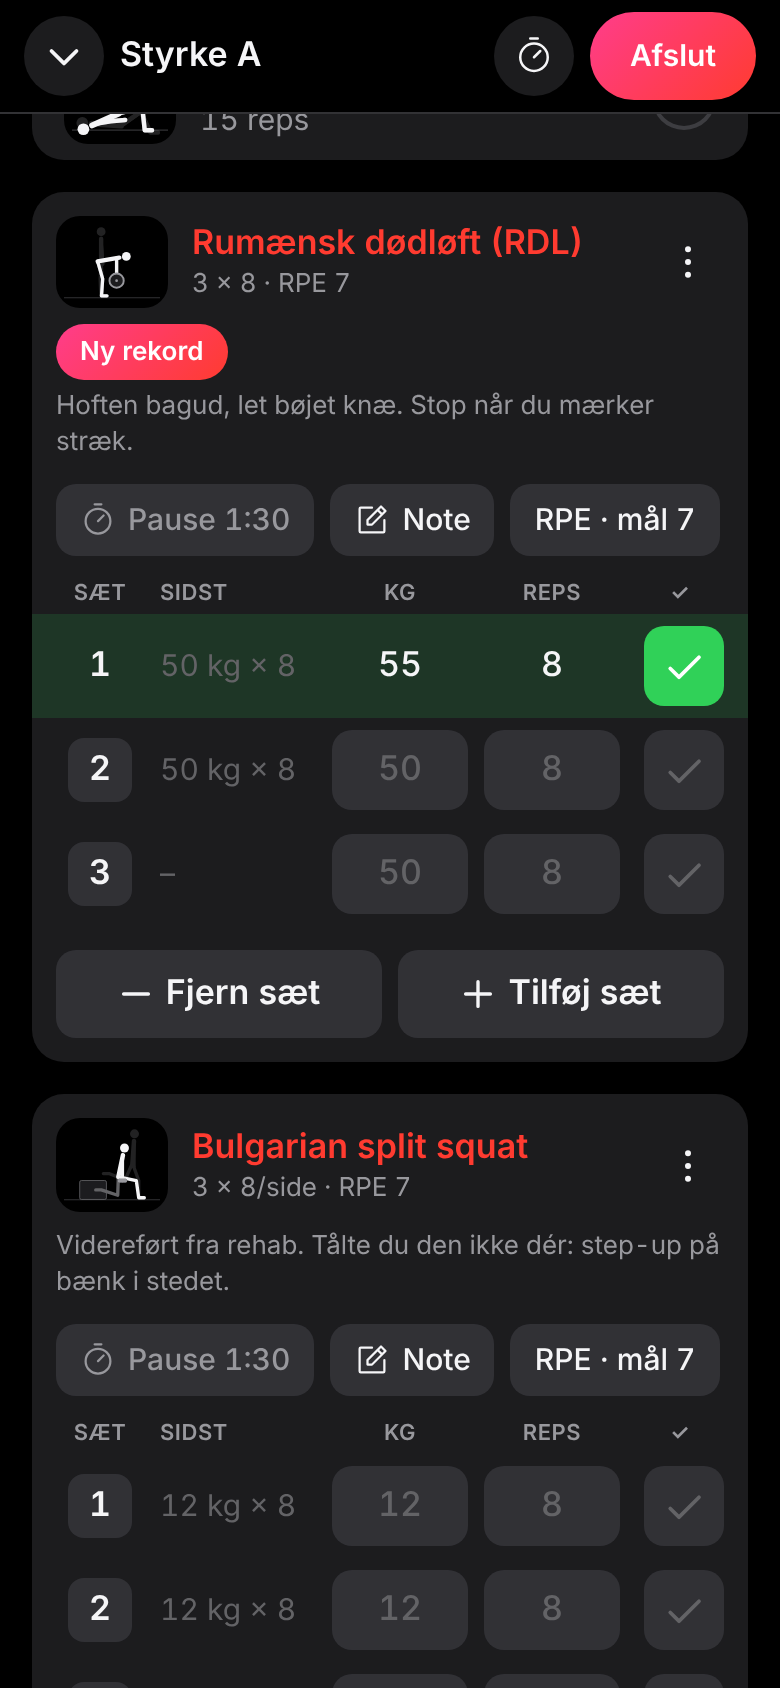 Styrke A
Afslut
15 reps
Rumænsk dødløft (RDL)
3 × 8 · RPE 7
Ny rekord
Hoften bagud, let bøjet knæ. Stop når du mærker
stræk.
Pause 1:30 Note RPE · mål 7
SÆT SIDST KG REPS ✓
1 50 kg × 8 55 8
2 50 kg × 8 50 8
3 – 50 8
— Fjern sæt + Tilføj sæt
Bulgarian split squat
3 × 8/side · RPE 7
Videreført fra rehab. Tålte du den ikke dér: step-up på
bænk i stedet.
Pause 1:30 Note RPE · mål 7
SÆT SIDST KG REPS ✓
1 12 kg × 8 12 8
2 12 kg × 8 12 8